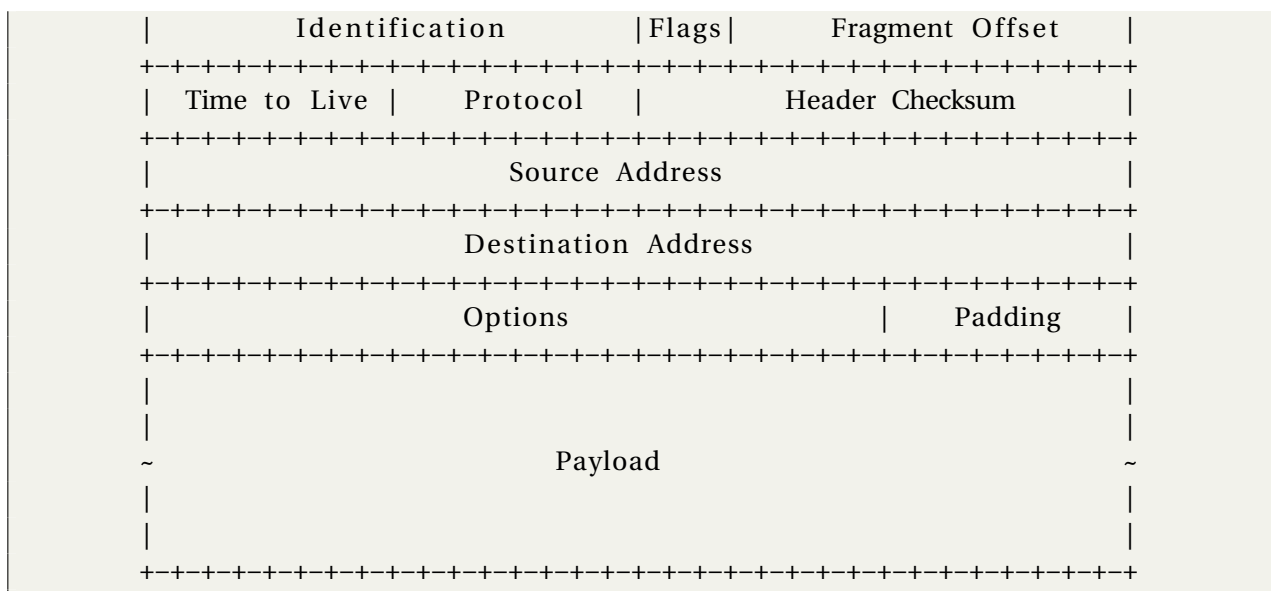 |          Identification          |Flags|      Fragment Offset      |
+-+-+-+-+-+-+-+-+-+-+-+-+-+-+-+-+-+-+-+-+-+-+-+-+-+-+-+-+-+-+-+-+
|  Time to Live |    Protocol   |         Header Checksum         |
+-+-+-+-+-+-+-+-+-+-+-+-+-+-+-+-+-+-+-+-+-+-+-+-+-+-+-+-+-+-+-+-+
|                       Source Address                          |
+-+-+-+-+-+-+-+-+-+-+-+-+-+-+-+-+-+-+-+-+-+-+-+-+-+-+-+-+-+-+-+-+
|                    Destination Address                        |
+-+-+-+-+-+-+-+-+-+-+-+-+-+-+-+-+-+-+-+-+-+-+-+-+-+-+-+-+-+-+-+-+
|                    Options                    |    Padding    |
+-+-+-+-+-+-+-+-+-+-+-+-+-+-+-+-+-+-+-+-+-+-+-+-+-+-+-+-+-+-+-+-+
|                                                               |
|                                                               |
~                          Payload                              ~
|                                                               |
|                                                               |
+-+-+-+-+-+-+-+-+-+-+-+-+-+-+-+-+-+-+-+-+-+-+-+-+-+-+-+-+-+-+-+-+